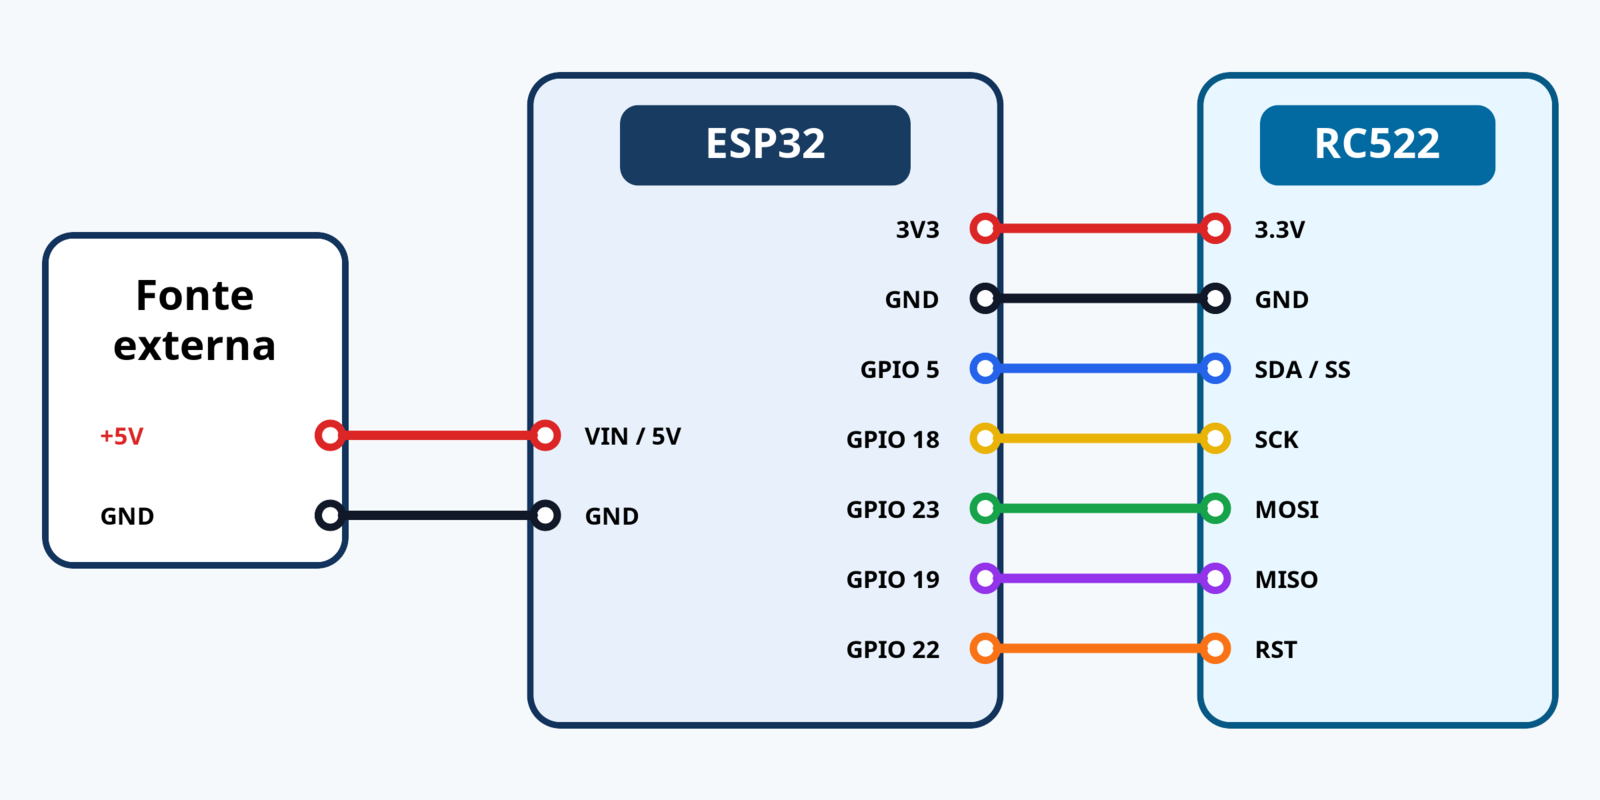 Fonte
externa
+5V
GND
ESP32
VIN / 5V
GND
3V3
GND
GPIO 5
GPIO 18
GPIO 23
GPIO 19
GPIO 22
RC522
3.3V
GND
SDA / SS
SCK
MOSI
MISO
RST